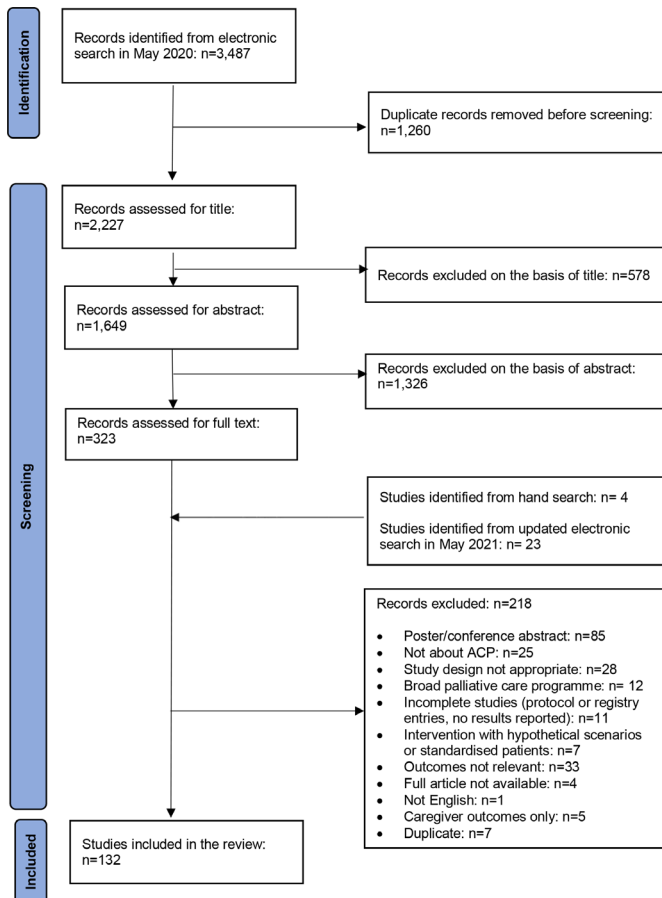 Identification
Records identified from electronic
search in May 2020: n=3,487
Duplicate records removed before screening:
n=1,260
Screening
Records assessed for title:
n=2,227
Records excluded on the basis of title: n=578
Records assessed for abstract:
n=1,649
Records excluded on the basis of abstract:
n=1,326
Records assessed for full text:
n=323
Studies identified from hand search: n= 4
Studies identified from updated electronic
search in May 2021: n= 23
Records excluded: n=218
• Poster/conference abstract: n=85
• Not about ACP: n=25
• Study design not appropriate: n=28
• Broad palliative care programme: n= 12
• Incomplete studies (protocol or registry
entries, no results reported): n=11
• Intervention with hypothetical scenarios
or standardised patients: n=7
• Outcomes not relevant: n=33
• Full article not available: n=4
• Not English: n=1
• Caregiver outcomes only: n=5
• Duplicate: n=7
Included
Studies included in the review:
n=132